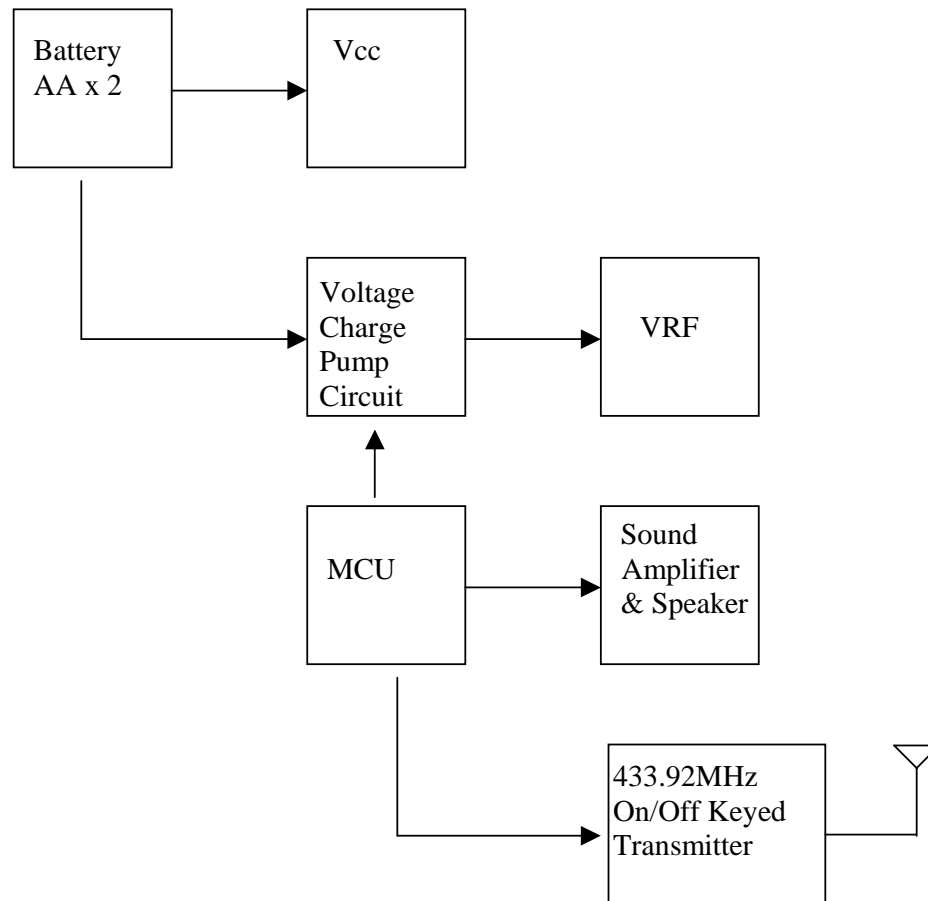 Battery
AA x 2
Vcc
Voltage
Charge
Pump
Circuit
VRF
MCU
Sound
Amplifier
& Speaker
433.92MHz
On/Off Keyed
Transmitter